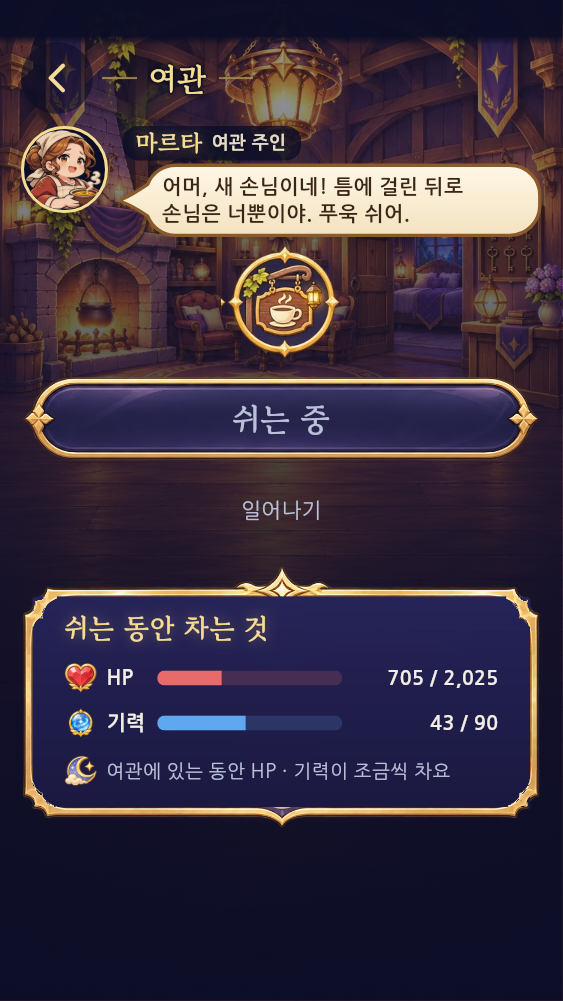 여관
마르타 여관 주인
어머, 새 손님이네! 틈에 걸린 뒤로
손님은 너뿐이야. 푸욱 쉬어.
쉬는 중
일어나기
쉬는 동안 차는 것
HP 705 / 2,025
기력 43 / 90
여관에 있는 동안 HP · 기력이 조금씩 차요